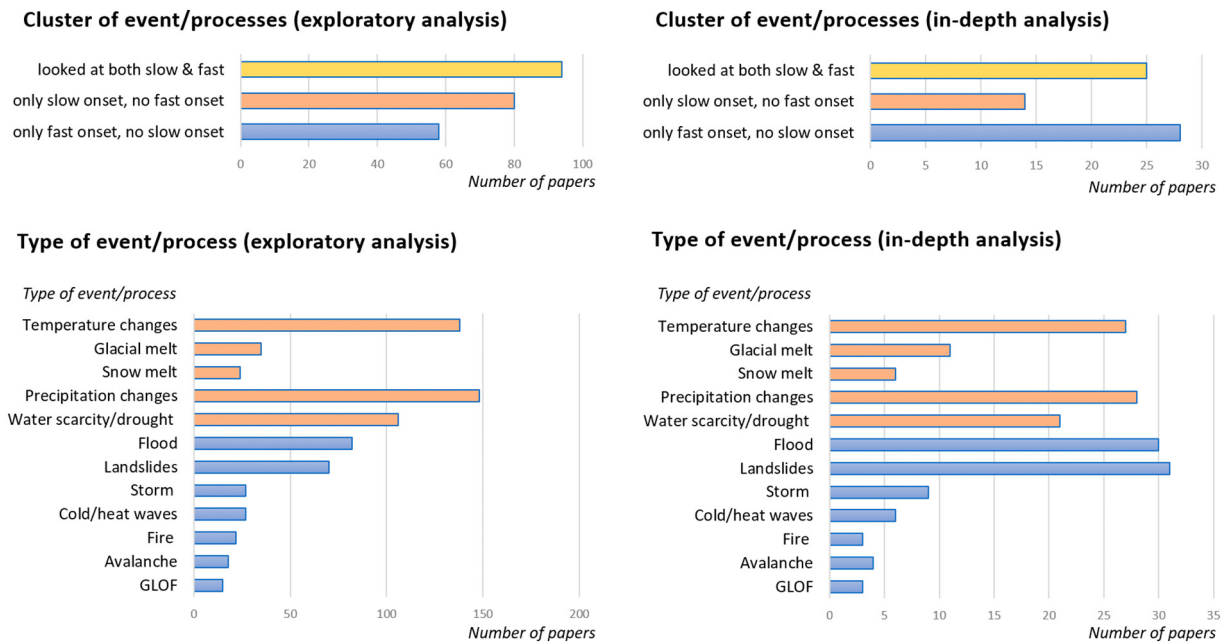 Cluster of event/processes (exploratory analysis)
looked at both slow & fast
only slow onset, no fast onset
only fast onset, no slow onset
0 20 40 60 80 100
Number of papers
Cluster of event/processes (in-depth analysis)
looked at both slow & fast
only slow onset, no fast onset
only fast onset, no slow onset
0 5 10 15 20 25 30
Number of papers
Type of event/process (exploratory analysis)
Type of event/process
Temperature changes
Glacial melt
Snow melt
Precipitation changes
Water scarcity/drought
Flood
Landslides
Storm
Cold/heat waves
Fire
Avalanche
GLOF
0 50 100 150 200
Number of papers
Type of event/process (in-depth analysis)
Type of event/process
Temperature changes
Glacial melt
Snow melt
Precipitation changes
Water scarcity/drought
Flood
Landslides
Storm
Cold/heat waves
Fire
Avalanche
GLOF
0 5 10 15 20 25 30 35
Number of papers